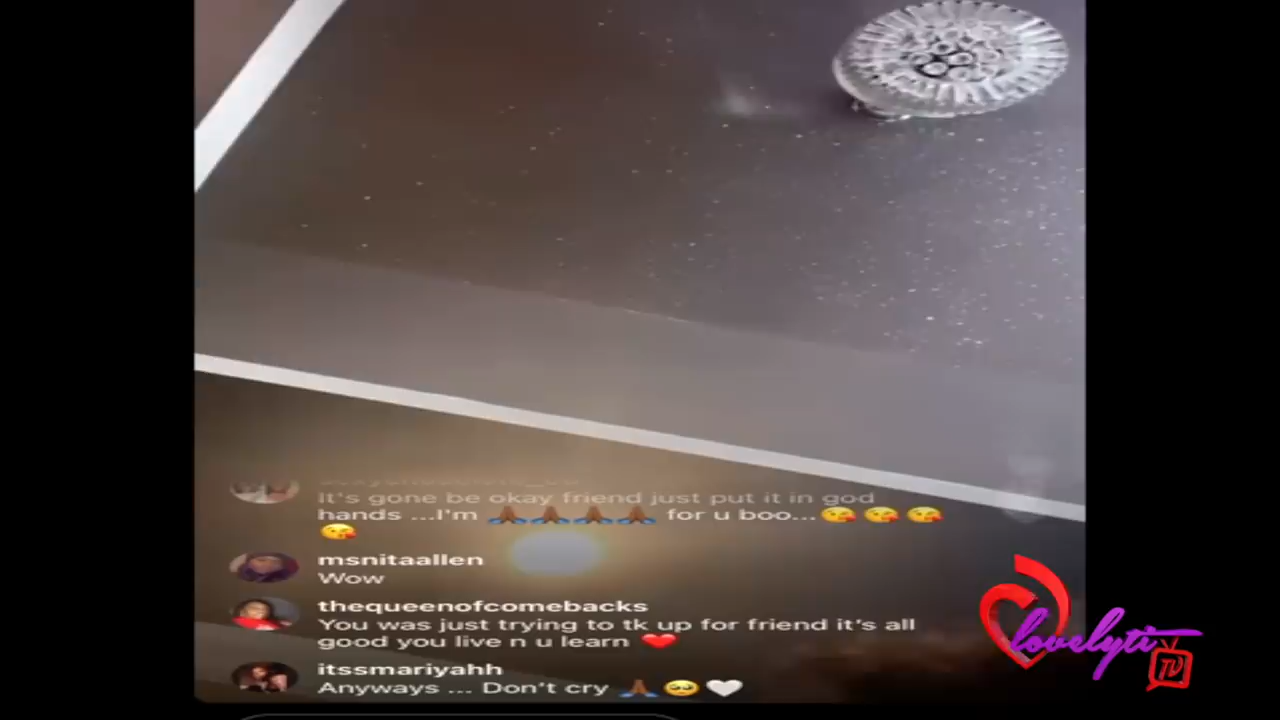 It's gone be okay friend just put it in god
hands ...I'm 🙏🏾🙏🏾🙏🏾🙏🏾 for u boo...😘😘😘
😘
msnitaallen
Wow
thequeenofcomebacks
You was just trying to tk up for friend it's all
good you live n u learn ❤️
itssmariyahh
Anyways ... Don't cry 🙏🏾🥺🤍
lovelyti
TV